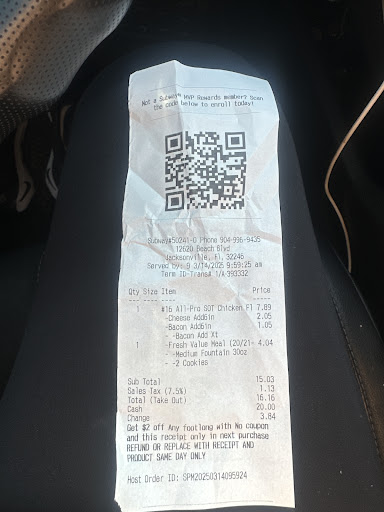 Not a Subway® MVP Rewards member? Scan
the code below to enroll today!
Subway#50241-0 Phone 904-996-9435
12620 Beach Blvd
Jacksonville, Fl, 32246
Served by: 9 3/14/2025 9:59:25 am
Term ID-Trans# 1/A-393332
Qty Size Item Price
1 #16 All-Pro SOT Chicken Fl 7.89
-Cheese Add6in 2.05
-Bacon Add6in 1.05
- -Bacon Add Xt
1 -Fresh Value Meal (20/21- 4.04
- -Medium Fountain 30oz
- -2 Cookies
Sub Total 15.03
Sales Tax (7.5%) 1.13
Total (Take Out) 16.16
Cash 20.00
Change 3.84
Get $2 off Any footlong with No coupon
and this receipt only in next purchase
REFUND OR REPLACE WITH RECEIPT AND
PRODUCT SAME DAY ONLY
Host Order ID: SPM20250314095924